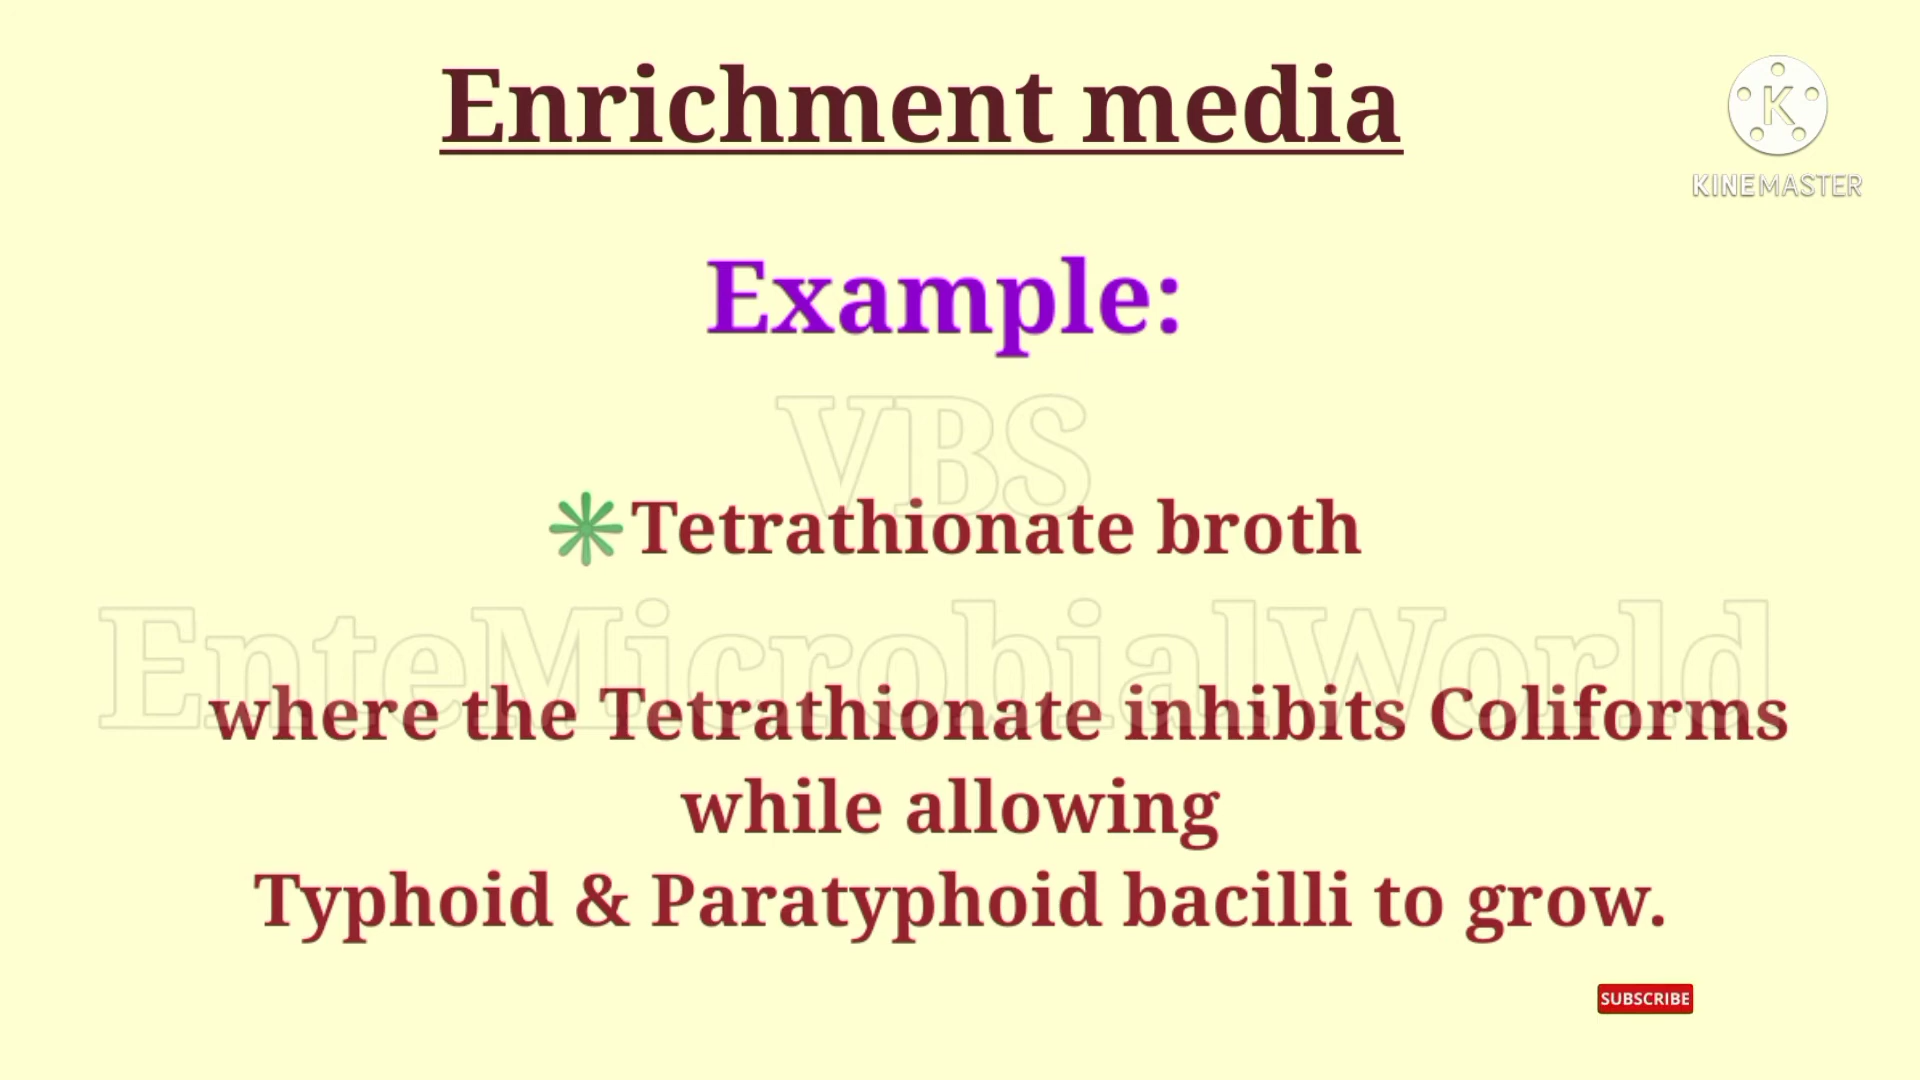 Enrichment media
K
KINEMASTER
Example:
VBS
✳Tetrathionate broth
EnteMicrobialWorld
where the Tetrathionate inhibits Coliforms
while allowing
Typhoid & Paratyphoid bacilli to grow.
SUBSCRIBE